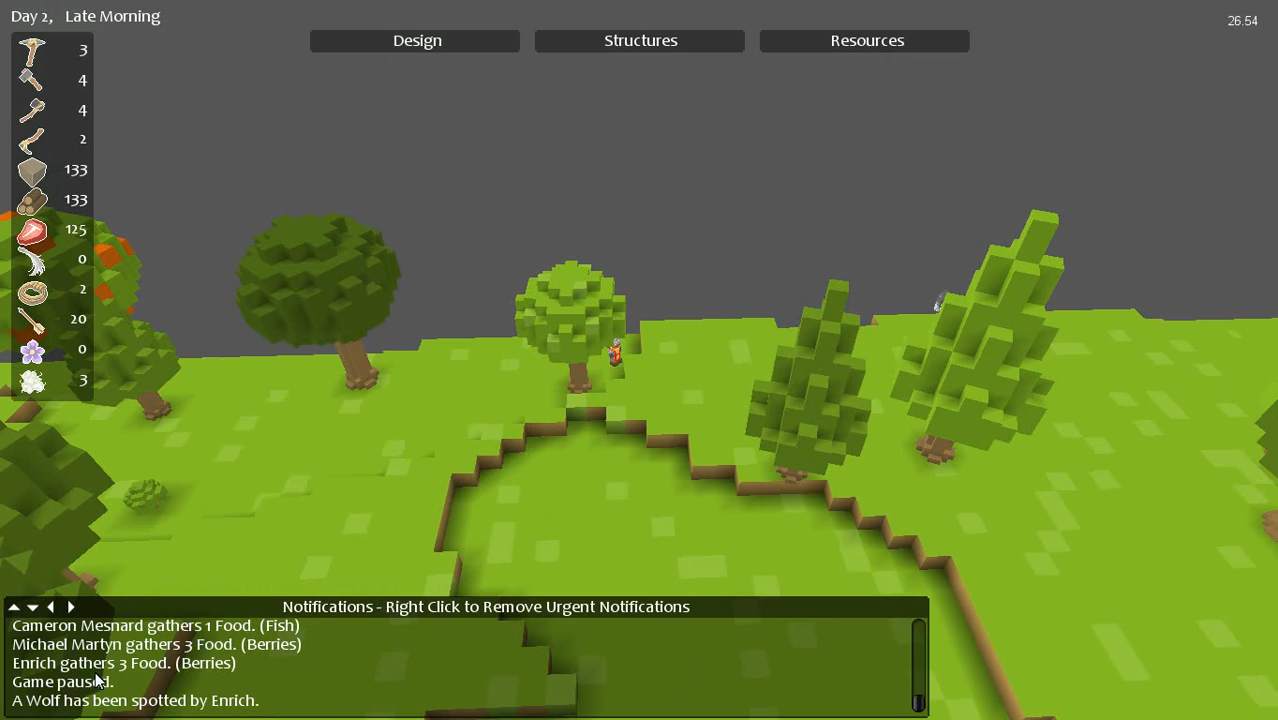 Day 2, Late Morning
26.54
Design
Structures
Resources
3
4
4
2
133
133
125
0
2
20
0
3
Notifications - Right Click to Remove Urgent Notifications
Cameron Mesnard gathers 1 Food. (Fish)
Michael Martyn gathers 3 Food. (Berries)
Enrich gathers 3 Food. (Berries)
Game paused.
A Wolf has been spotted by Enrich.